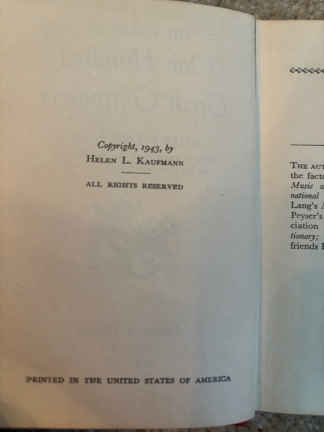 Copyright, 1943, by
HELEN L. KAUFMANN
ALL RIGHTS RESERVED
PRINTED IN THE UNITED STATES OF AMERICA
THE AUT
the fact
Music a
national
Lang's
Peyser's
ciation
tionary;
friends